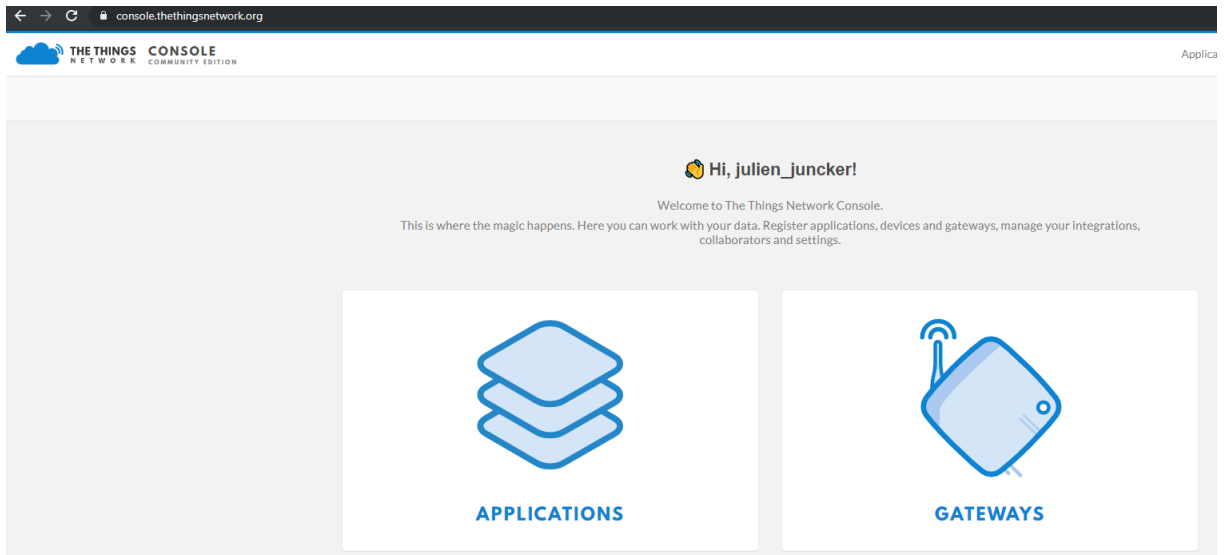 console.thethingsnetwork.org
THE THINGS CONSOLE
NETWORK COMMUNITY EDITION
Applica
👏 Hi, julien_juncker!
Welcome to The Things Network Console.
This is where the magic happens. Here you can work with your data. Register applications, devices and gateways, manage your integrations,
collaborators and settings.
APPLICATIONS
GATEWAYS